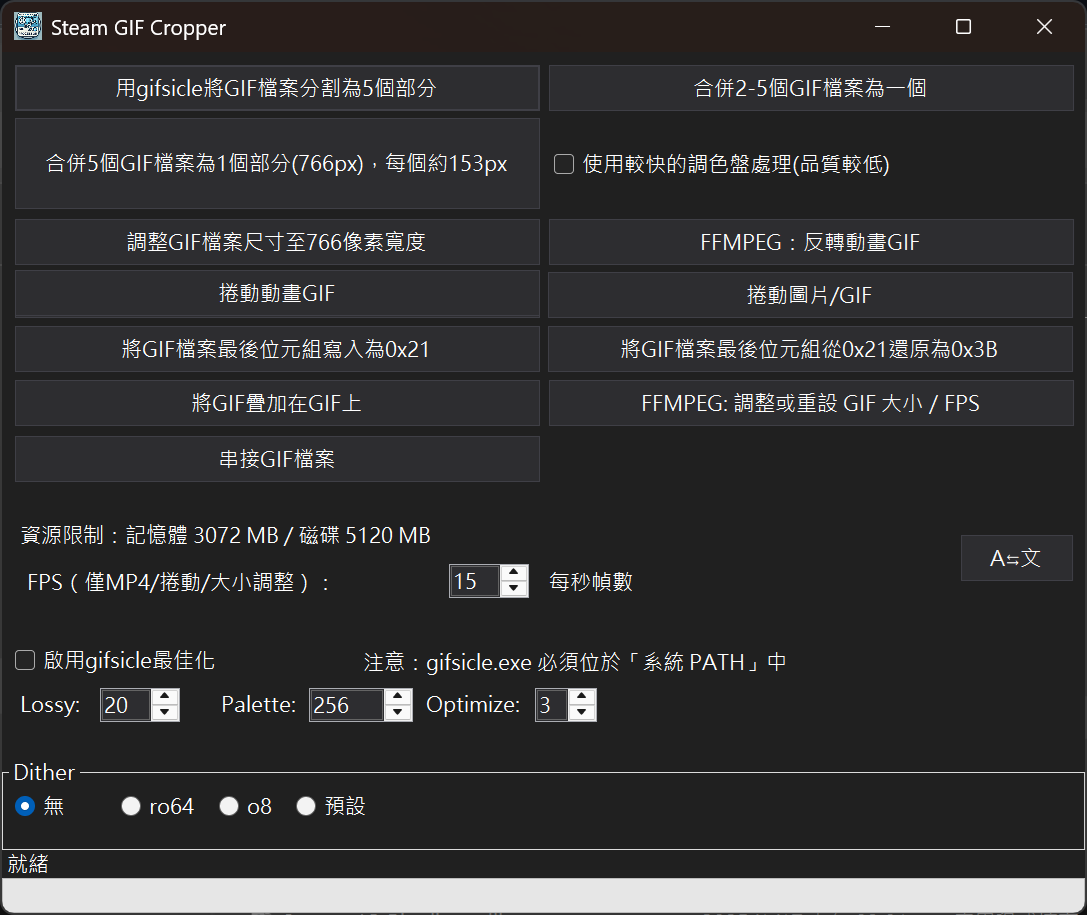 Steam GIF Cropper
用gifsicle將GIF檔案分割為5個部分
合併2-5個GIF檔案為一個
合併5個GIF檔案為1個部分(766px)，每個約153px
使用較快的調色盤處理(品質較低)
調整GIF檔案尺寸至766像素寬度
FFMPEG：反轉動畫GIF
捲動動畫GIF
捲動圖片/GIF
將GIF檔案最後位元組寫入為0x21
將GIF檔案最後位元組從0x21還原為0x3B
將GIF疊加在GIF上
FFMPEG: 調整或重設 GIF 大小 / FPS
串接GIF檔案
資源限制：記憶體 3072 MB / 磁碟 5120 MB
A⇆文
FPS（僅MP4/捲動/大小調整）： 15 每秒幀數
啟用gifsicle最佳化 注意：gifsicle.exe 必須位於「系統 PATH」中
Lossy: 20 Palette: 256 Optimize: 3
Dither
無 ro64 o8 預設
就緒